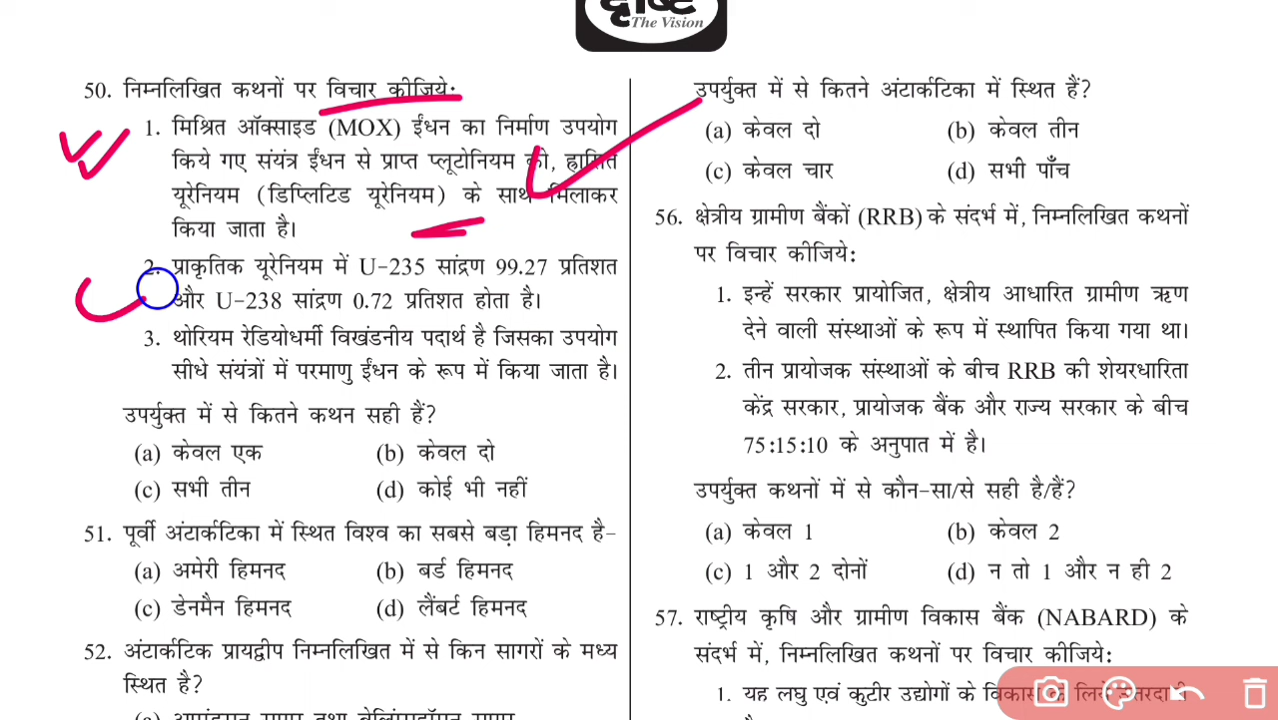 दृष्टि
The Vision
50. निम्नलिखित कथनों पर विचार कीजिये:
1. मिश्रित ऑक्साइड (MOX) ईंधन का निर्माण उपयोग
किये गए संयंत्र ईंधन से प्राप्त प्लूटोनियम को, ह्रासित
यूरेनियम (डिप्लिटिड यूरेनियम) के साथ मिलाकर
किया जाता है।
2. प्राकृतिक यूरेनियम में U-235 सांद्रण 99.27 प्रतिशत
और U-238 सांद्रण 0.72 प्रतिशत होता है।
3. थोरियम रेडियोधर्मी विखंडनीय पदार्थ है जिसका उपयोग
सीधे संयंत्रों में परमाणु ईंधन के रूप में किया जाता है।
उपर्युक्त में से कितने कथन सही हैं?
(a) केवल एक (b) केवल दो
(c) सभी तीन (d) कोई भी नहीं
51. पूर्वी अंटार्कटिका में स्थित विश्व का सबसे बड़ा हिमनद है-
(a) अमेरी हिमनद (b) बर्ड हिमनद
(c) डेनमैन हिमनद (d) लैंबर्ट हिमनद
52. अंटार्कटिक प्रायद्वीप निम्नलिखित में से किन सागरों के मध्य
स्थित है?
उपर्युक्त में से कितने अंटार्कटिका में स्थित हैं?
(a) केवल दो (b) केवल तीन
(c) केवल चार (d) सभी पाँच
56. क्षेत्रीय ग्रामीण बैंकों (RRB) के संदर्भ में, निम्नलिखित कथनों
पर विचार कीजिये:
1. इन्हें सरकार प्रायोजित, क्षेत्रीय आधारित ग्रामीण ऋण
देने वाली संस्थाओं के रूप में स्थापित किया गया था।
2. तीन प्रायोजक संस्थाओं के बीच RRB की शेयरधारिता
केंद्र सरकार, प्रायोजक बैंक और राज्य सरकार के बीच
75:15:10 के अनुपात में है।
उपर्युक्त कथनों में से कौन-सा/से सही है/हैं?
(a) केवल 1 (b) केवल 2
(c) 1 और 2 दोनों (d) न तो 1 और न ही 2
57. राष्ट्रीय कृषि और ग्रामीण विकास बैंक (NABARD) के
संदर्भ में, निम्नलिखित कथनों पर विचार कीजिये:
1. यह लघु एवं कुटीर उद्योगों के विकास के लिये